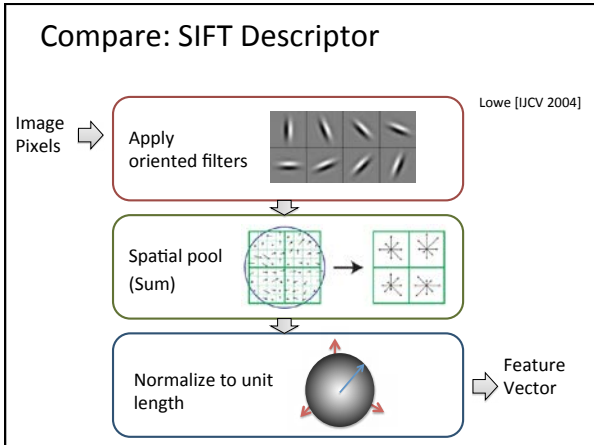 Compare: SIFT Descriptor
Lowe [IJCV 2004]
Image
Pixels
Apply
oriented filters
Spatial pool
(Sum)
Normalize to unit
length
Feature
Vector